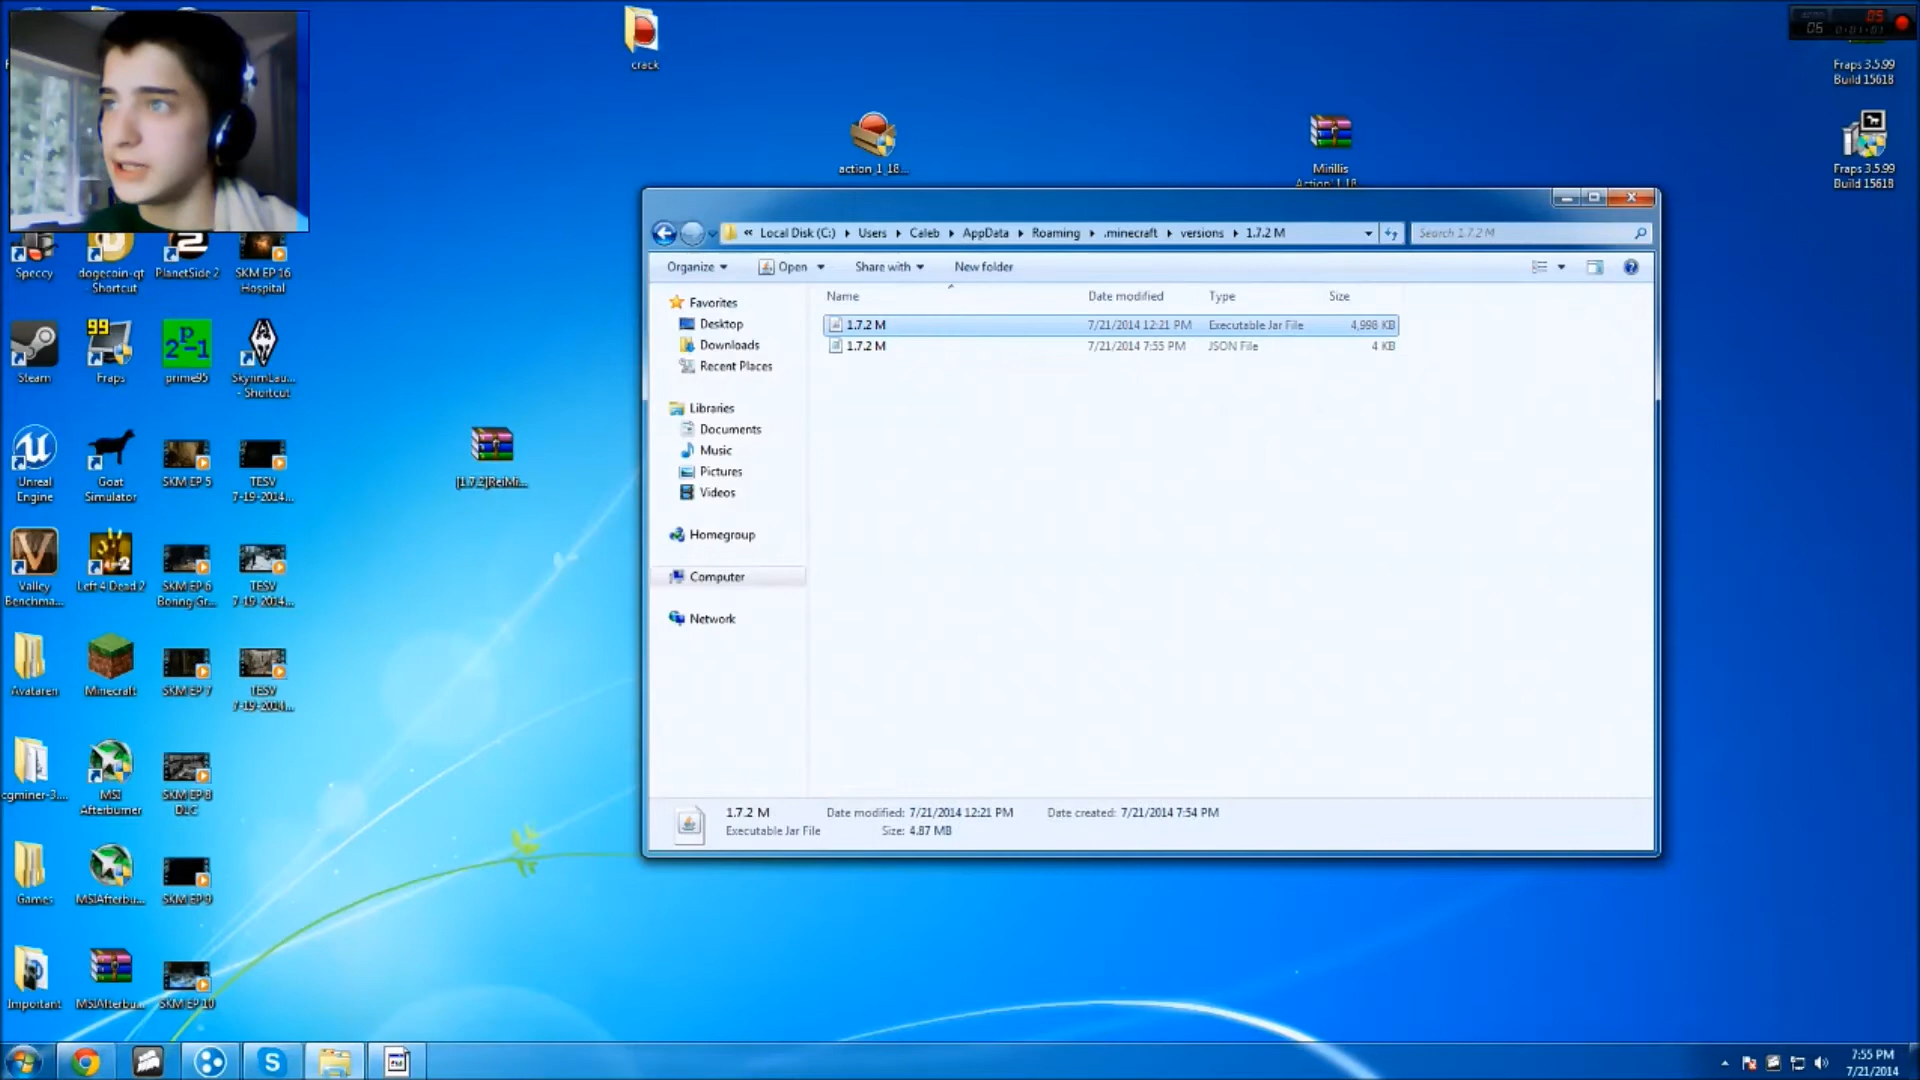 crack
action_1_18...
Mirillis
Action! 1.18
Fraps 3.5.99
Build 15618
Fraps 3.5.99
Build 15618
Speccy
dogecoin-qt
- Shortcut
PlanetSide 2
SKM EP 16
Hospital
Steam
Fraps
prime95
SkyrimLau...
- Shortcut
Unreal
Engine
Goat
Simulator
SKM EP 5
TESV
7-19-2014...
Valley
Benchma...
Left 4 Dead 2
SKM EP 6
Boring Gr...
TESV
7-19-2014...
Avataren
Minecraft
SKM EP 7
TESV
7-19-2014...
cgminer-3....
MSI
Afterburner
SKM EP 8
DLC
Games
MSIAfterbu...
SKM EP 9
Important
MSIAfterbu...
SKM EP 10
[1.7.2]ReiMi...
« Local Disk (C:) Users Caleb AppData Roaming .minecraft versions 1.7.2 M
Search 1.7.2 M
Organize Open Share with New folder
Name Date modified Type Size
1.7.2 M 7/21/2014 12:21 PM Executable Jar File 4,998 KB
1.7.2 M 7/21/2014 7:55 PM JSON File 4 KB
Favorites
Desktop
Downloads
Recent Places
Libraries
Documents
Music
Pictures
Videos
Homegroup
Computer
Network
1.7.2 M Date modified: 7/21/2014 12:21 PM Date created: 7/21/2014 7:54 PM
Executable Jar File Size: 4.87 MB
7:55 PM
7/21/2014